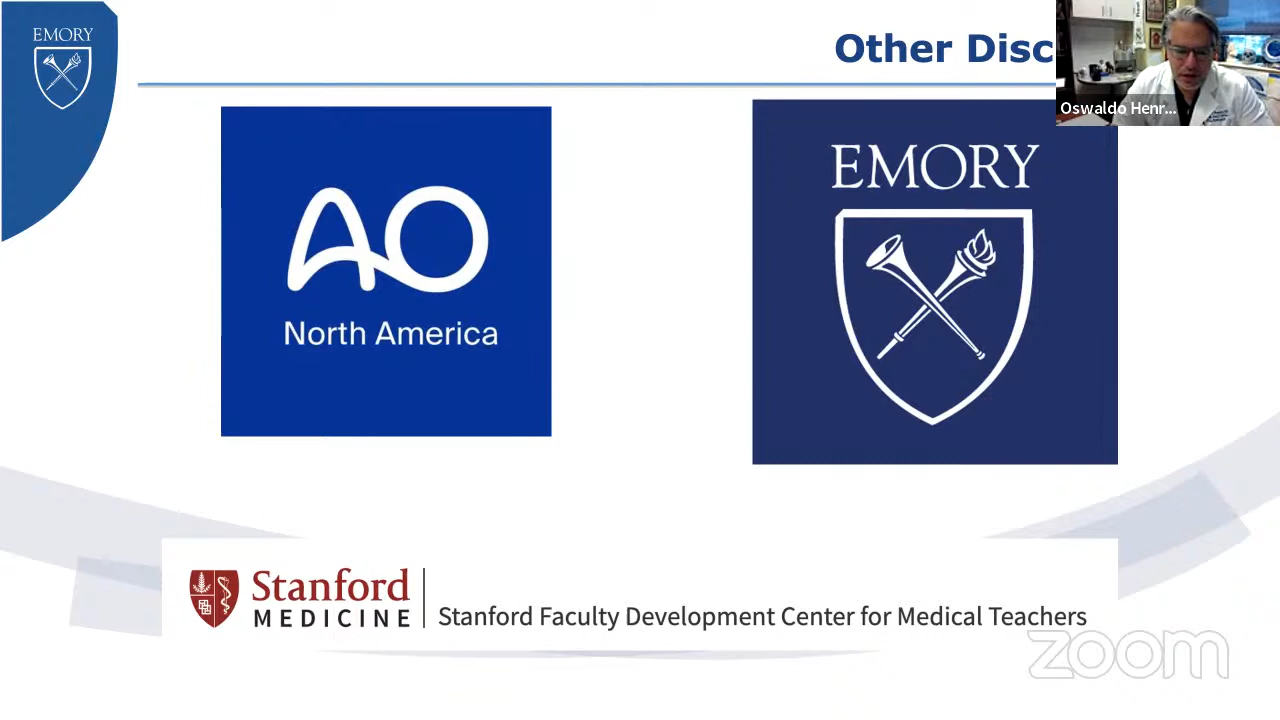 EMORY
Other Disc
Oswaldo Henr...
AO
North America
EMORY
Stanford
MEDICINE
Stanford Faculty Development Center for Medical Teachers
zoom